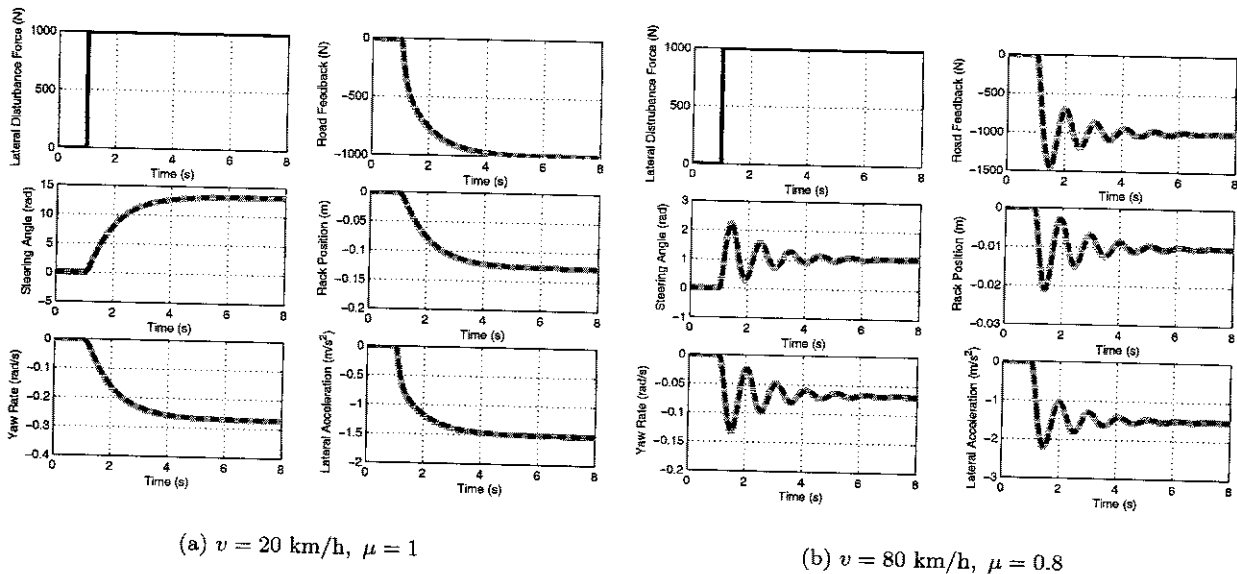 Lateral Disturbance Force (N)
1000
500
0
0 2 4 6 8
Time (s)
Road Feedback (N)
0
−500
−1000
0 2 4 6 8
Time (s)
Steering Angle (rad)
15
10
5
0
−5
0 2 4 6 8
Time (s)
Rack Position (m)
0
−0.05
−0.1
−0.15
−0.2
0 2 4 6 8
Time (s)
Yaw Rate (rad/s)
0
−0.1
−0.2
−0.3
−0.4
0 2 4 6 8
Time (s)
Lateral Acceleration (m/s²)
0
−0.5
−1
−1.5
−2
0 2 4 6 8
Time (s)
(a) v = 20 km/h, μ = 1
Lateral Distrubance Force (N)
1000
500
0
0 2 4 6 8
Time (s)
Road Feedback (N)
0
−500
−1000
−1500
0 2 4 6 8
Time (s)
Steering Angle (rad)
3
2
1
0
−1
0 2 4 6 8
Time (s)
Rack Position (m)
0
−0.01
−0.02
−0.03
0 2 4 6 8
Time (s)
Yaw Rate (rad/s)
0
−0.05
−0.1
−0.15
−0.2
0 2 4 6 8
Time (s)
Lateral Acceleration (m/s²)
0
−1
−2
−3
0 2 4 6 8
Time (s)
(b) v = 80 km/h, μ = 0.8